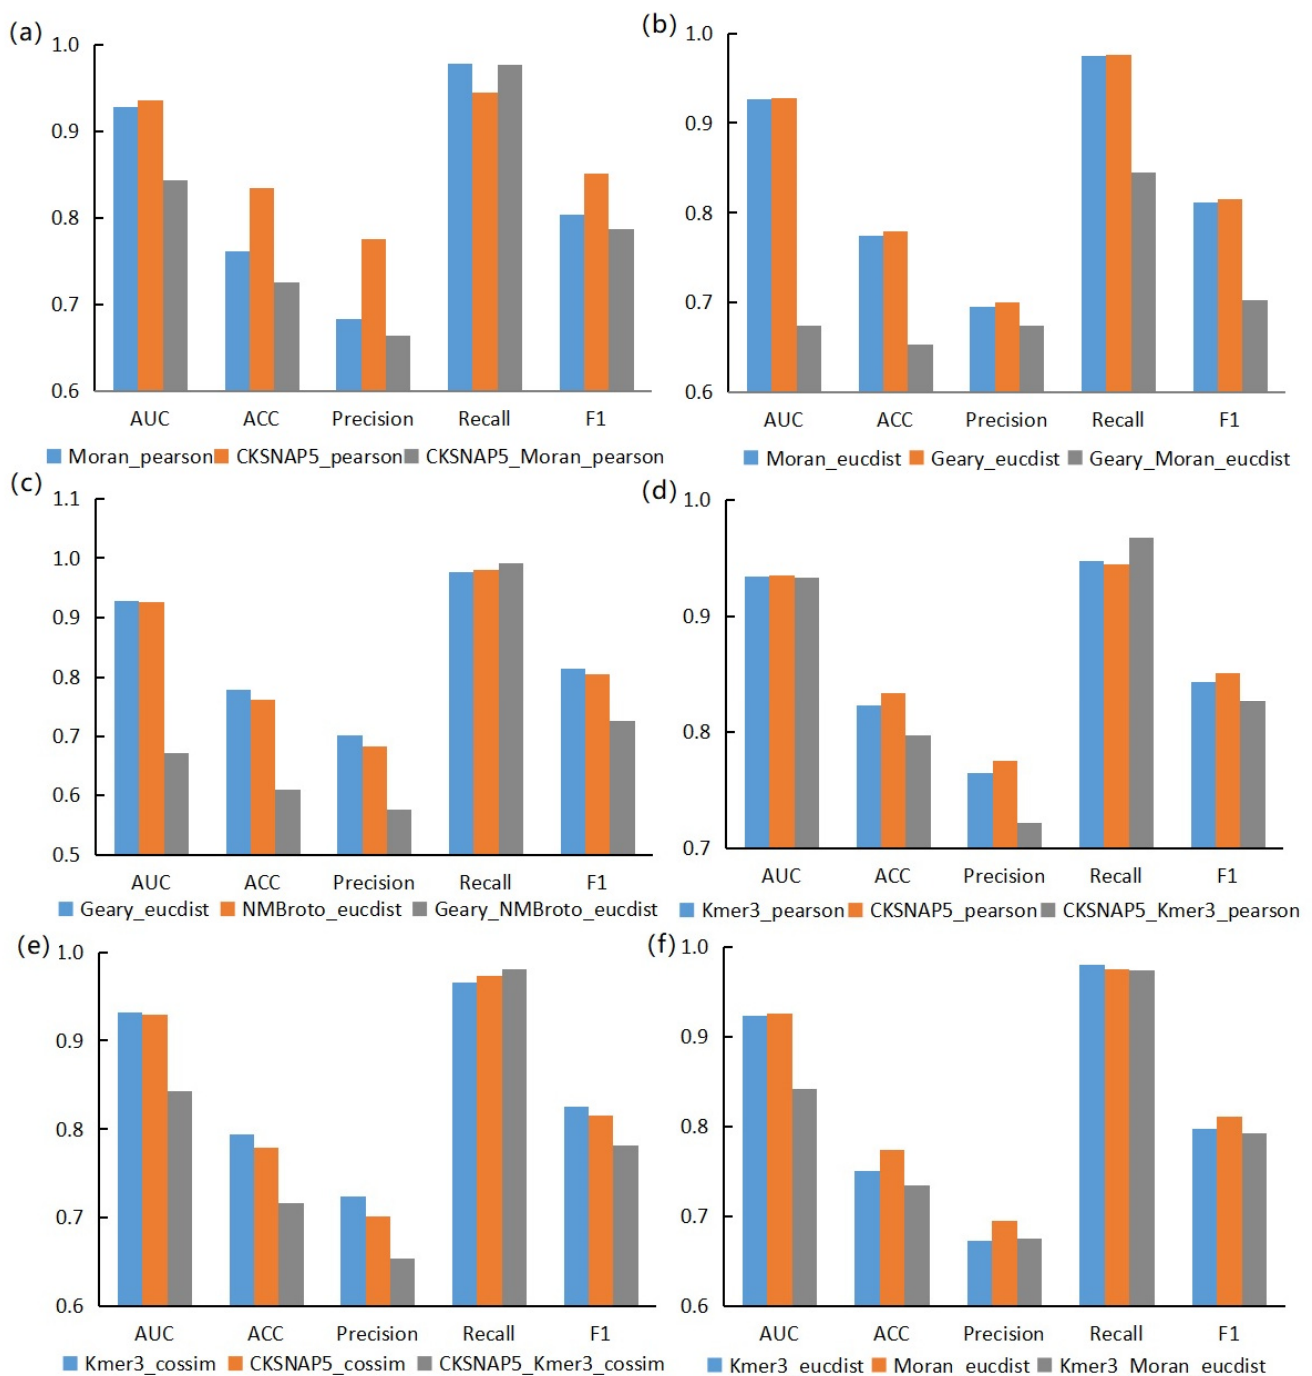 (a)
1.0
0.9
0.8
0.7
0.6
AUC ACC Precision Recall F1
Moran_pearson CKSNAP5_pearson CKSNAP5_Moran_pearson
(b)
1.0
0.9
0.8
0.7
0.6
AUC ACC Precision Recall F1
Moran_eucdist Geary_eucdist Geary_Moran_eucdist
(c)
1.1
1.0
0.9
0.8
0.7
0.6
0.5
AUC ACC Precision Recall F1
Geary_eucdist NMBroto_eucdist Geary_NMBroto_eucdist
(d)
1.0
0.9
0.8
0.7
AUC ACC Precision Recall F1
Kmer3_pearson CKSNAP5_pearson CKSNAP5_Kmer3_pearson
(e)
1.0
0.9
0.8
0.7
0.6
AUC ACC Precision Recall F1
Kmer3_cossim CKSNAP5_cossim CKSNAP5_Kmer3_cossim
(f)
1.0
0.9
0.8
0.7
0.6
AUC ACC Precision Recall F1
Kmer3 eucdist Moran eucdist Kmer3 Moran eucdist